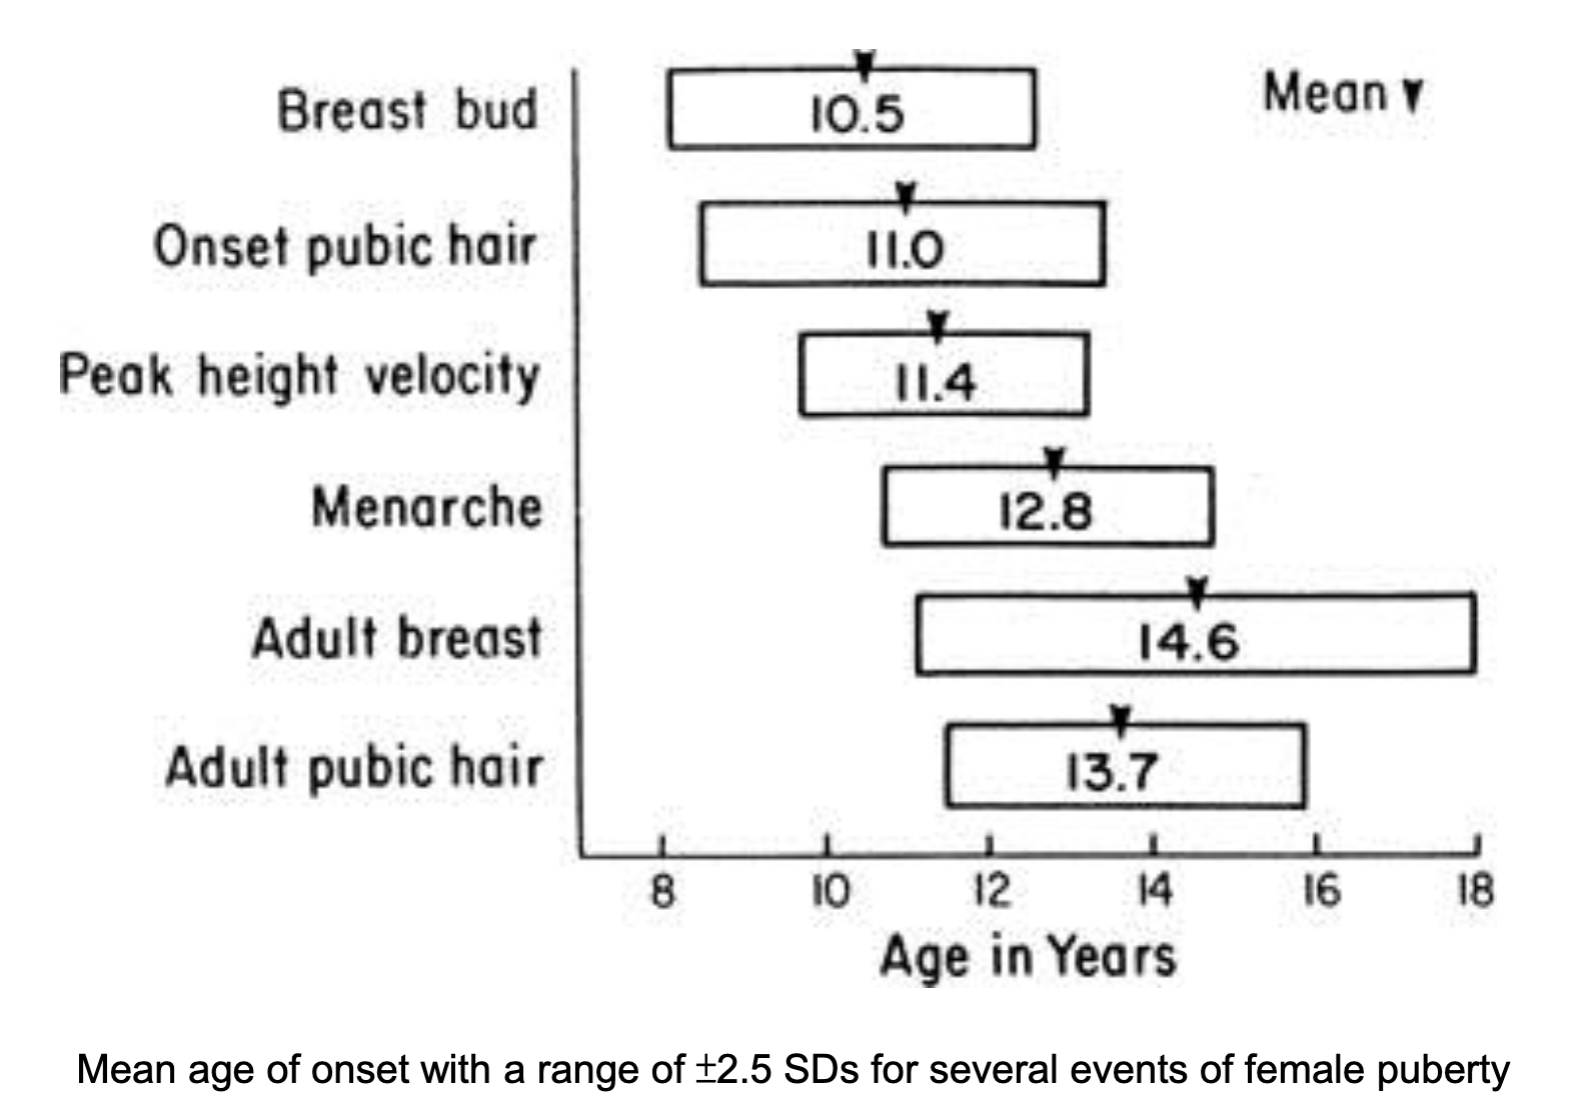 Breast bud
10.5
Mean
Onset pubic hair
11.0
Peak height velocity
11.4
Menarche
12.8
Adult breast
14.6
Adult pubic hair
13.7
8 10 12 14 16 18
Age in Years
Mean age of onset with a range of ±2.5 SDs for several events of female puberty